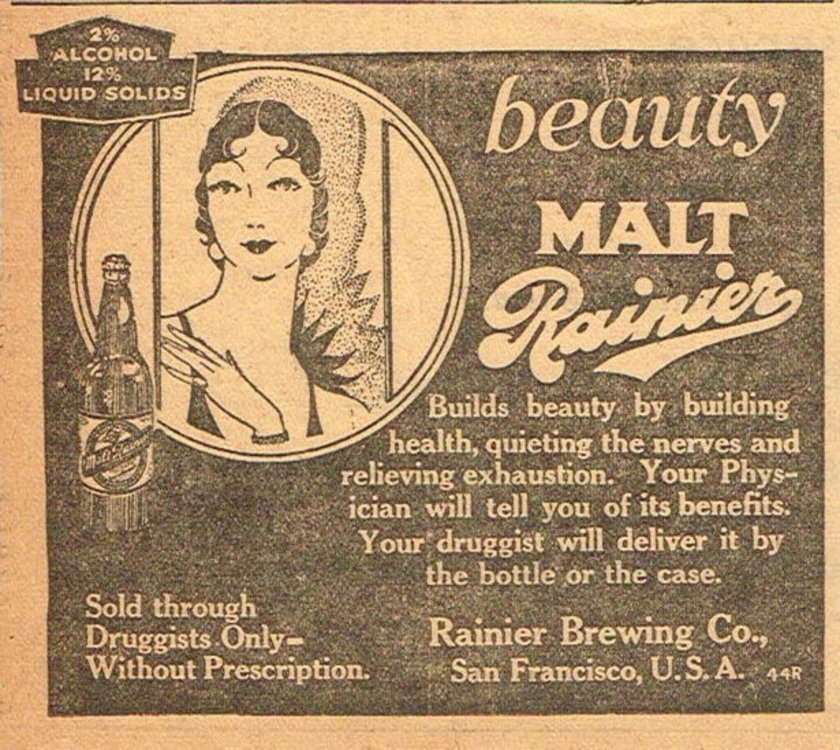 2%
ALCOHOL
12%
LIQUID SOLIDS
beauty
MALT
Rainier
Builds beauty by building
health, quieting the nerves and
relieving exhaustion. Your Phys-
ician will tell you of its benefits.
Your druggist will deliver it by
the bottle or the case.
Sold through
Druggists Only-
Without Prescription.
Rainier Brewing Co.,
San Francisco, U.S.A. 44R